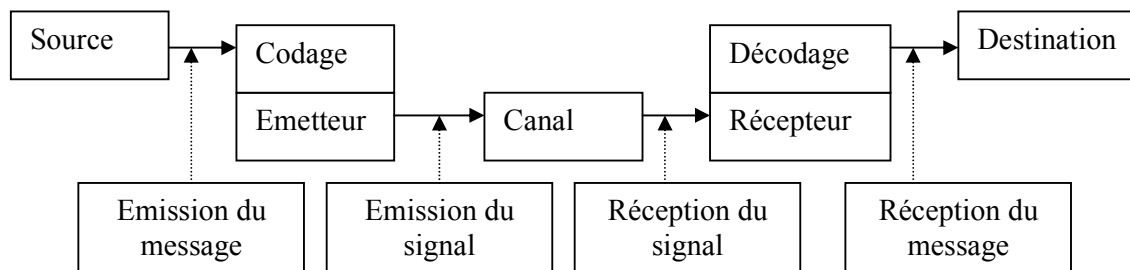 Source
Codage
Emetteur
Canal
Décodage
Récepteur
Destination
Emission du
message
Emission du
signal
Réception du
signal
Réception du
message